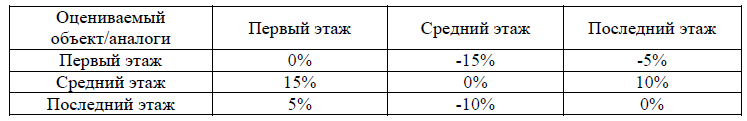 Оцениваемый Первый этаж Средний этаж Последний этаж
объект/аналоги
Первый этаж 0% -15% -5%
Средний этаж 15% 0% 10%
Последний этаж 5% -10% 0%